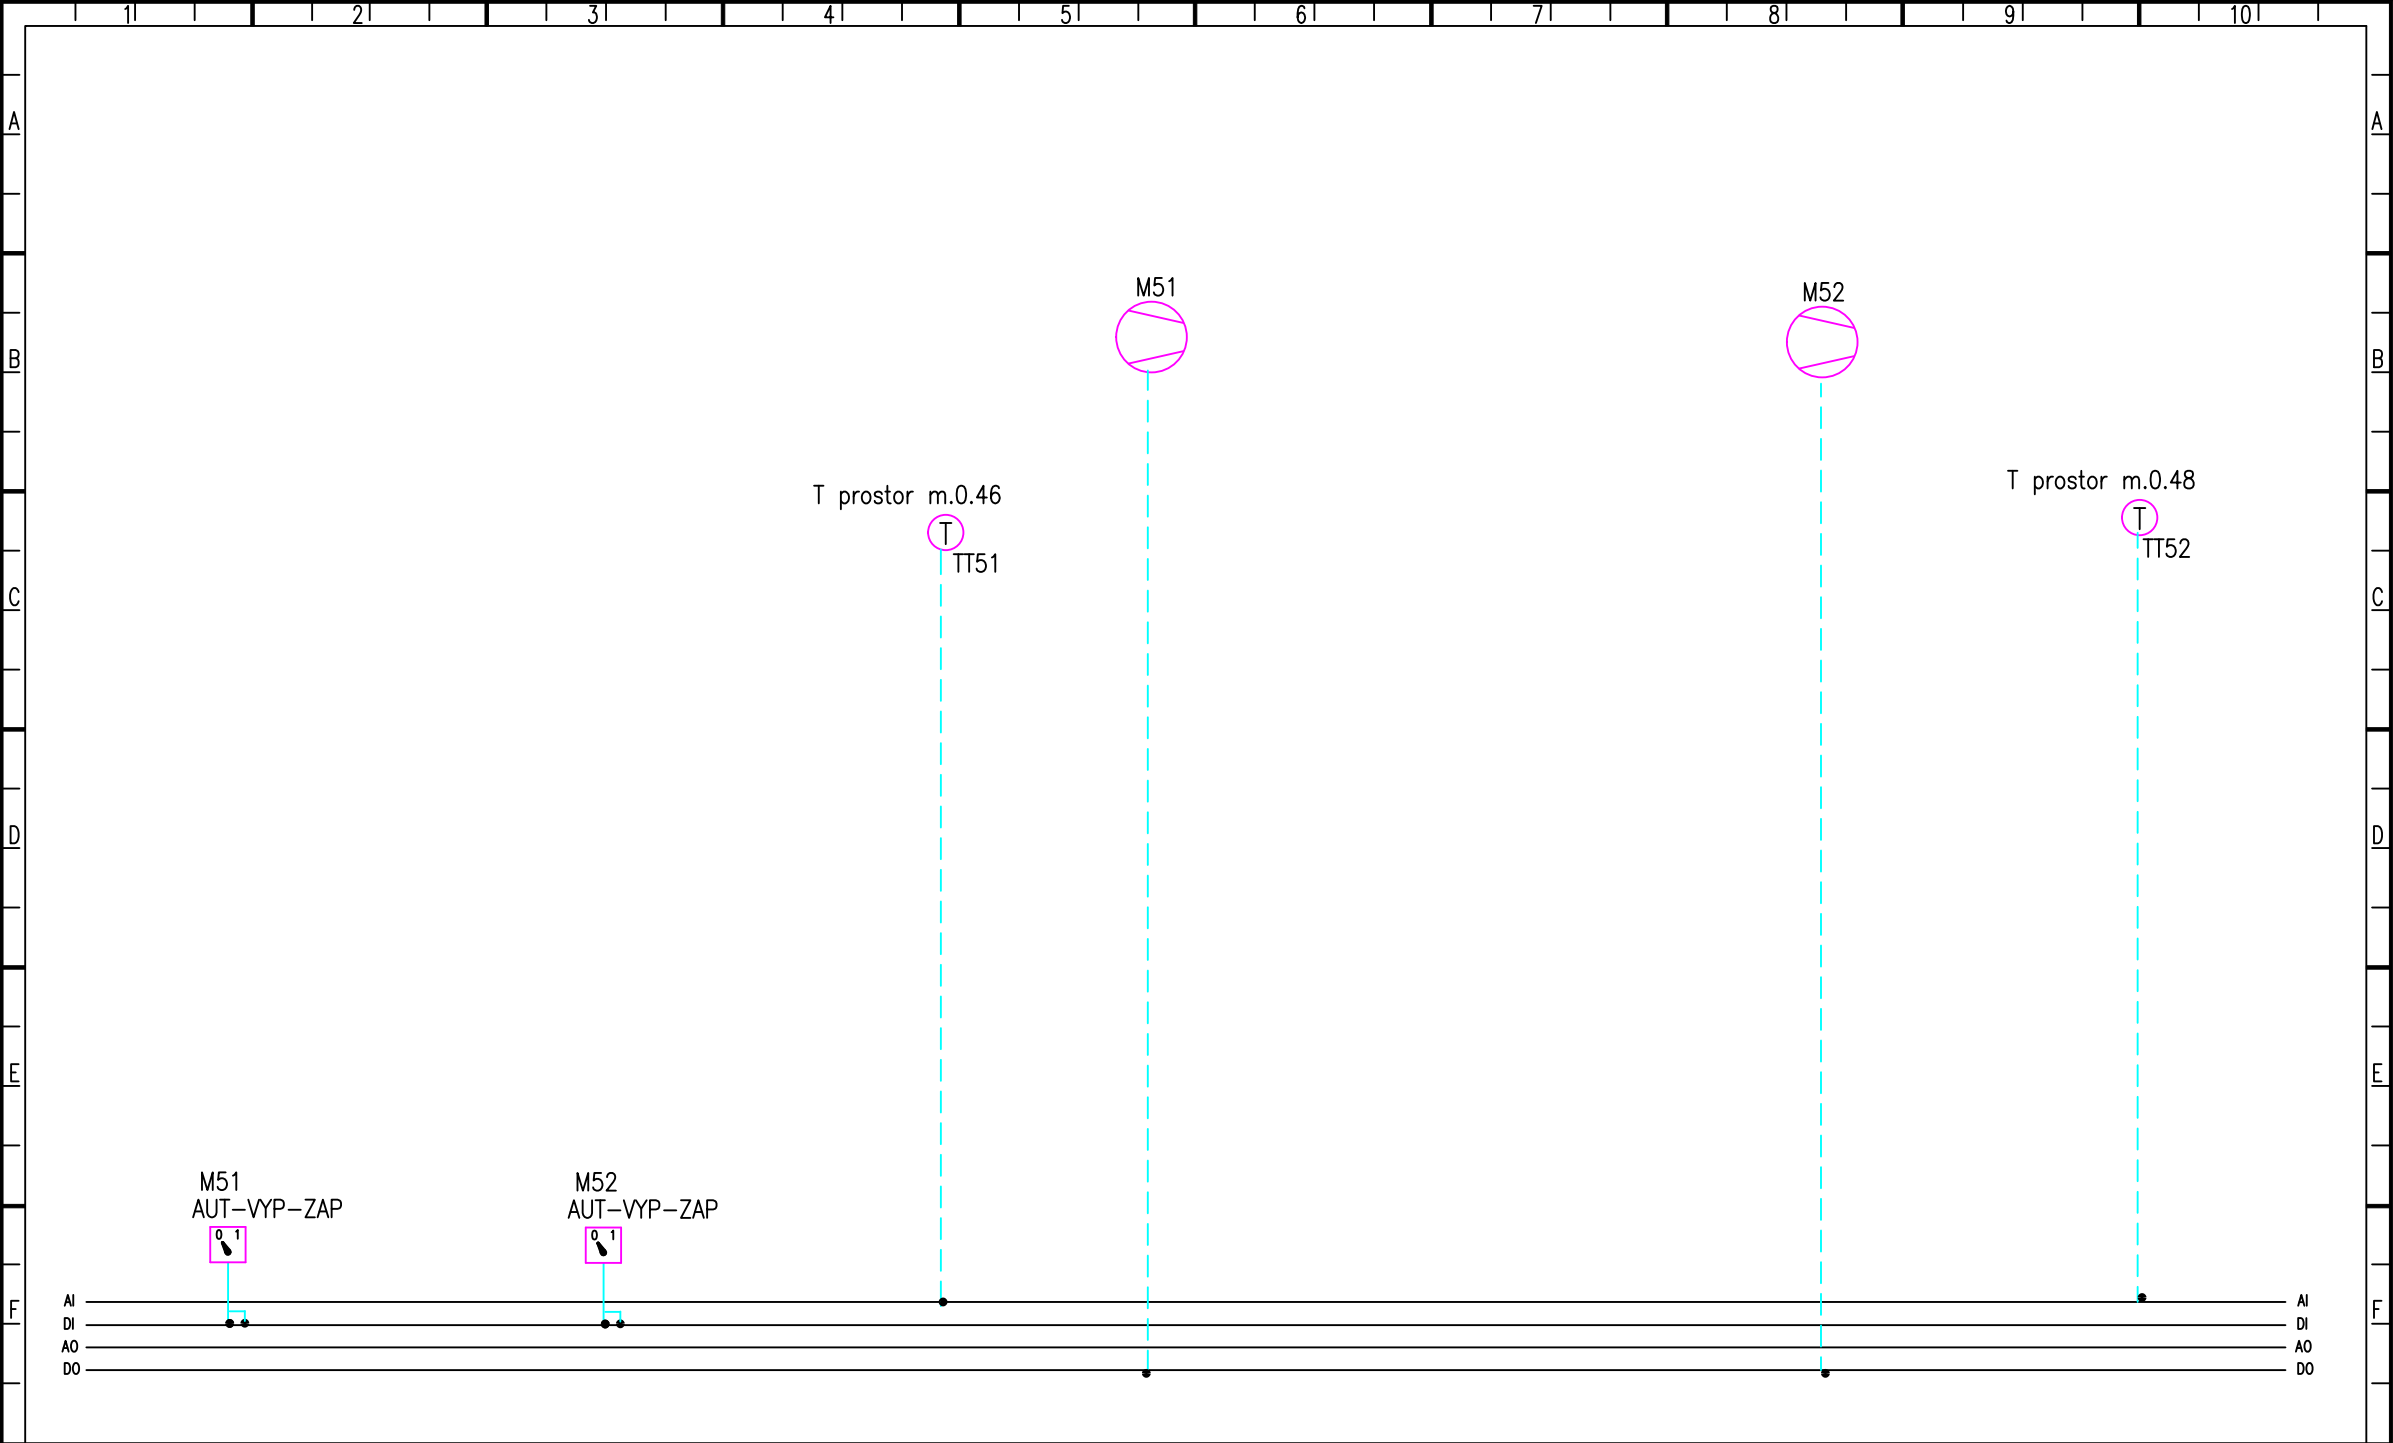 1 2 3 4 5 6 7 8 9 10
A A
M51
M52
B B
T prostor m.0.46
T
TT51
T prostor m.0.48
T
TT52
C C
D D
E E
M51
AUT-VYP-ZAP
0 1
M52
AUT-VYP-ZAP
0 1
F F
AI AI
DI DI
AO AO
DO DO